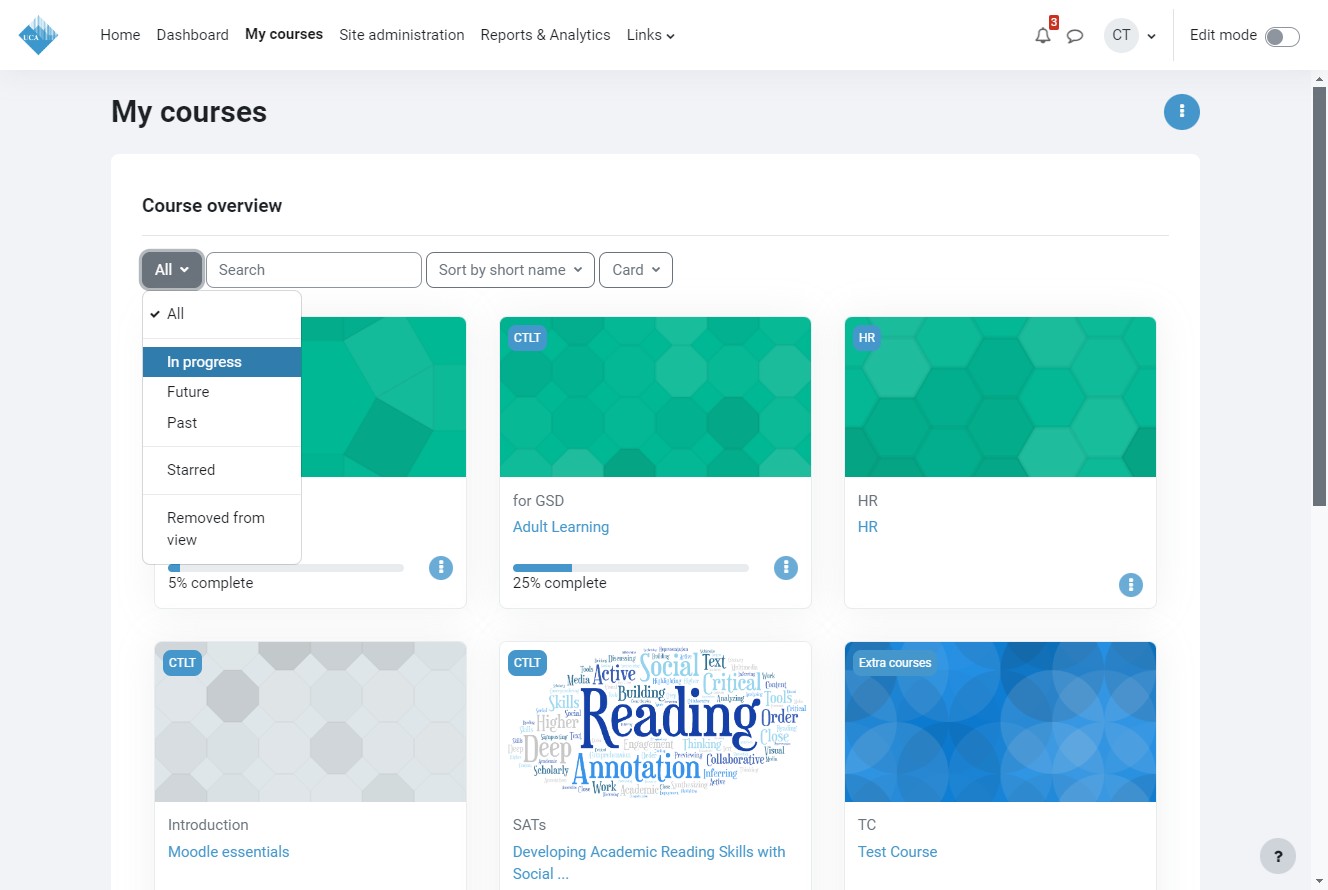 UCA
Home
Dashboard
My courses
Site administration
Reports & Analytics
Links
3
CT
Edit mode
My courses
Course overview
All
Search
Sort by short name
Card
All
In progress
Future
Past
Starred
Removed from
view
5% complete
CTLT
for GSD
Adult Learning
25% complete
HR
HR
HR
CTLT
Introduction
Moodle essentials
CTLT
Social
Text
Active
Media
Critical
Building
Skills
Analyzing
Tools
Reading
Higher
Order
Close
Deep
Engagement
Thinking
Visual
Annotation
Collaborative
Scholarly
Inferring
Work
Academic
SATs
Developing Academic Reading Skills with
Social ...
Extra courses
TC
Test Course
?